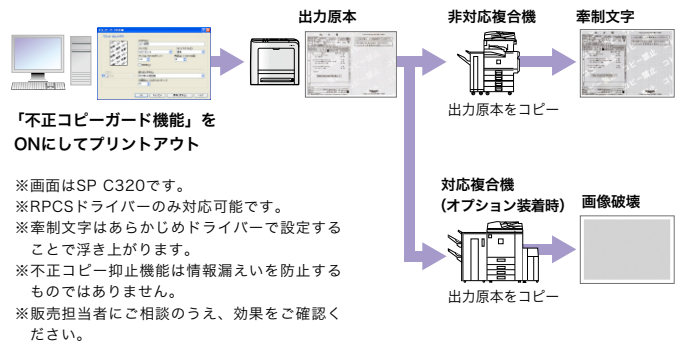 出力原本
非対応複合機
牽制文字
出力原本をコピー
「不正コピーガード機能」を
ONにしてプリントアウト
対応複合機
（オプション装着時）
画像破壊
出力原本をコピー
※画面はSP C320です。
※RPCSドライバーのみ対応可能です。
※牽制文字はあらかじめドライバーで設定する
ことで浮き上がります。
※不正コピー抑止機能は情報漏えいを防止する
ものではありません。
※販売担当者にご相談のうえ、効果をご確認く
ださい。